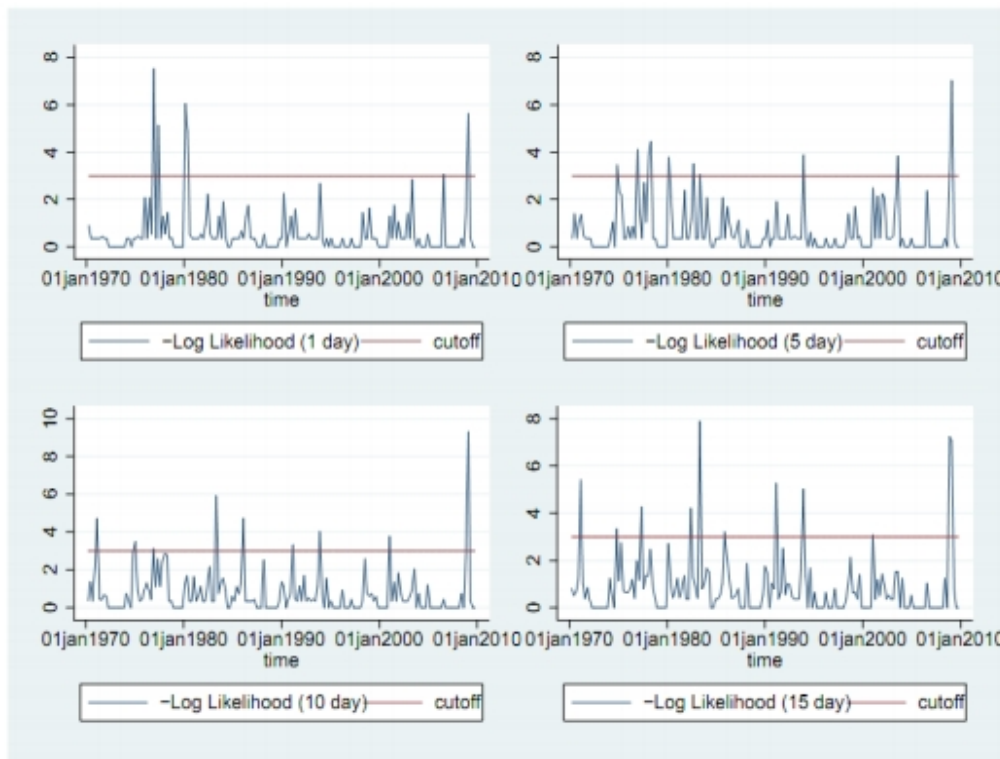 8
6
4
2
0
01jan1970 01jan1980 01jan1990 01jan2000 01jan2010
time
−Log Likelihood (1 day) cutoff
8
6
4
2
0
01jan1970 01jan1980 01jan1990 01jan2000 01jan2010
time
−Log Likelihood (5 day) cutoff
10
8
6
4
2
0
01jan1970 01jan1980 01jan1990 01jan2000 01jan2010
time
−Log Likelihood (10 day) cutoff
8
6
4
2
0
01jan1970 01jan1980 01jan1990 01jan2000 01jan2010
time
−Log Likelihood (15 day) cutoff